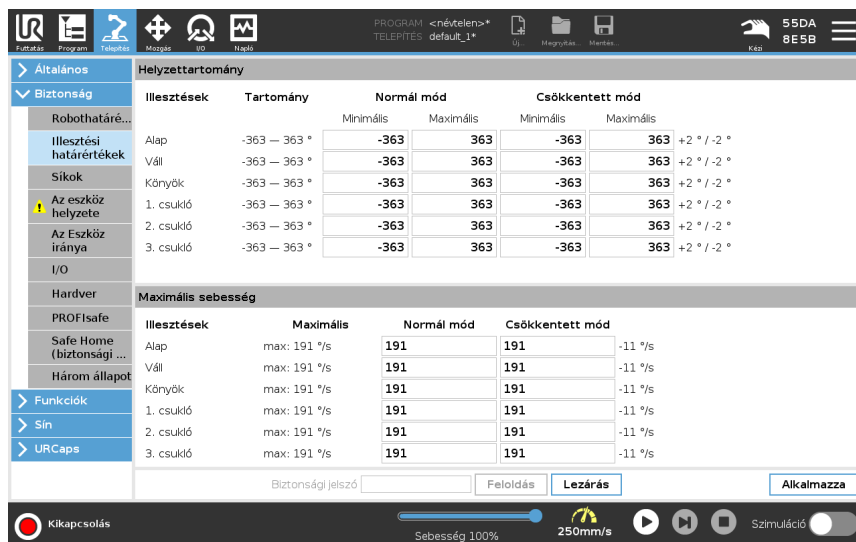 UR
Futtatás
Program
Telepítés
Mozgás
I/O
Napló
PROGRAM <névtelen>*
TELEPÍTÉS default_1*
Új...
Megnyitás...
Mentés...
Kézi
55DA
8E5B
Általános
Biztonság
Robothatáré...
Illesztési
határértékek
Síkok
Az eszköz
helyzete
Az Eszköz
iránya
I/O
Hardver
PROFIsafe
Safe Home
(biztonsági ...
Három állapot
Funkciók
Sín
URCaps
Helyzettartomány
Illesztések Tartomány Normál mód Csökkentett mód
Minimális Maximális Minimális Maximális
Alap -363 — 363 ° -363 363 -363 363 +2 ° / -2 °
Váll -363 — 363 ° -363 363 -363 363 +2 ° / -2 °
Könyök -363 — 363 ° -363 363 -363 363 +2 ° / -2 °
1. csukló -363 — 363 ° -363 363 -363 363 +2 ° / -2 °
2. csukló -363 — 363 ° -363 363 -363 363 +2 ° / -2 °
3. csukló -363 — 363 ° -363 363 -363 363 +2 ° / -2 °
Maximális sebesség
Illesztések Maximális Normál mód Csökkentett mód
Alap max: 191 °/s 191 191 -11 °/s
Váll max: 191 °/s 191 191 -11 °/s
Könyök max: 191 °/s 191 191 -11 °/s
1. csukló max: 191 °/s 191 191 -11 °/s
2. csukló max: 191 °/s 191 191 -11 °/s
3. csukló max: 191 °/s 191 191 -11 °/s
Biztonsági jelszó Feloldás Lezárás Alkalmazza
Kikapcsolás
Sebesség 100%
250mm/s
Szimuláció